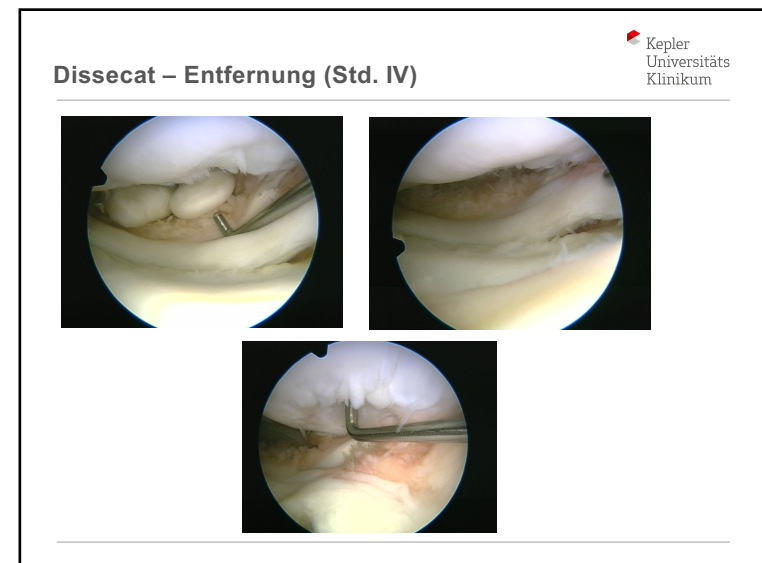 Kepler
Universitäts
Klinikum
Dissecat – Entfernung (Std. IV)